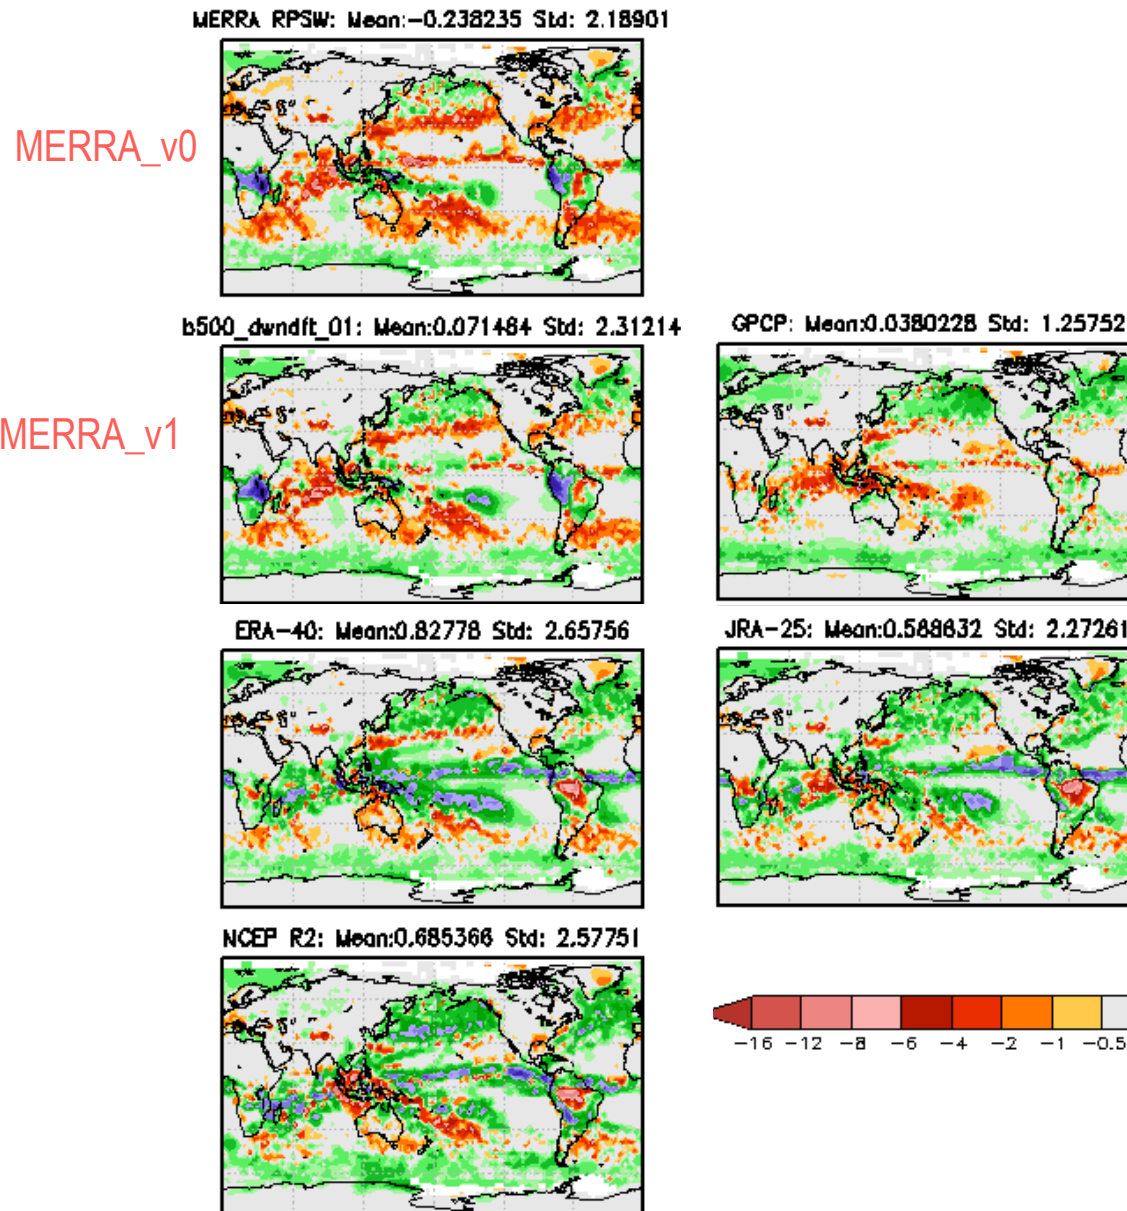 MERRA RPSW: Mean:-0.238235 Std: 2.18901
MERRA_v0
b500_dwndft_01: Mean:0.071484 Std: 2.31214
GPCP: Mean:0.0380228 Std: 1.25752
MERRA_v1
ERA-40: Mean:0.82778 Std: 2.65756
JRA-25: Mean:0.588632 Std: 2.27261
NCEP R2: Mean:0.685366 Std: 2.57751
-16 -12 -8 -6 -4 -2 -1 -0.5